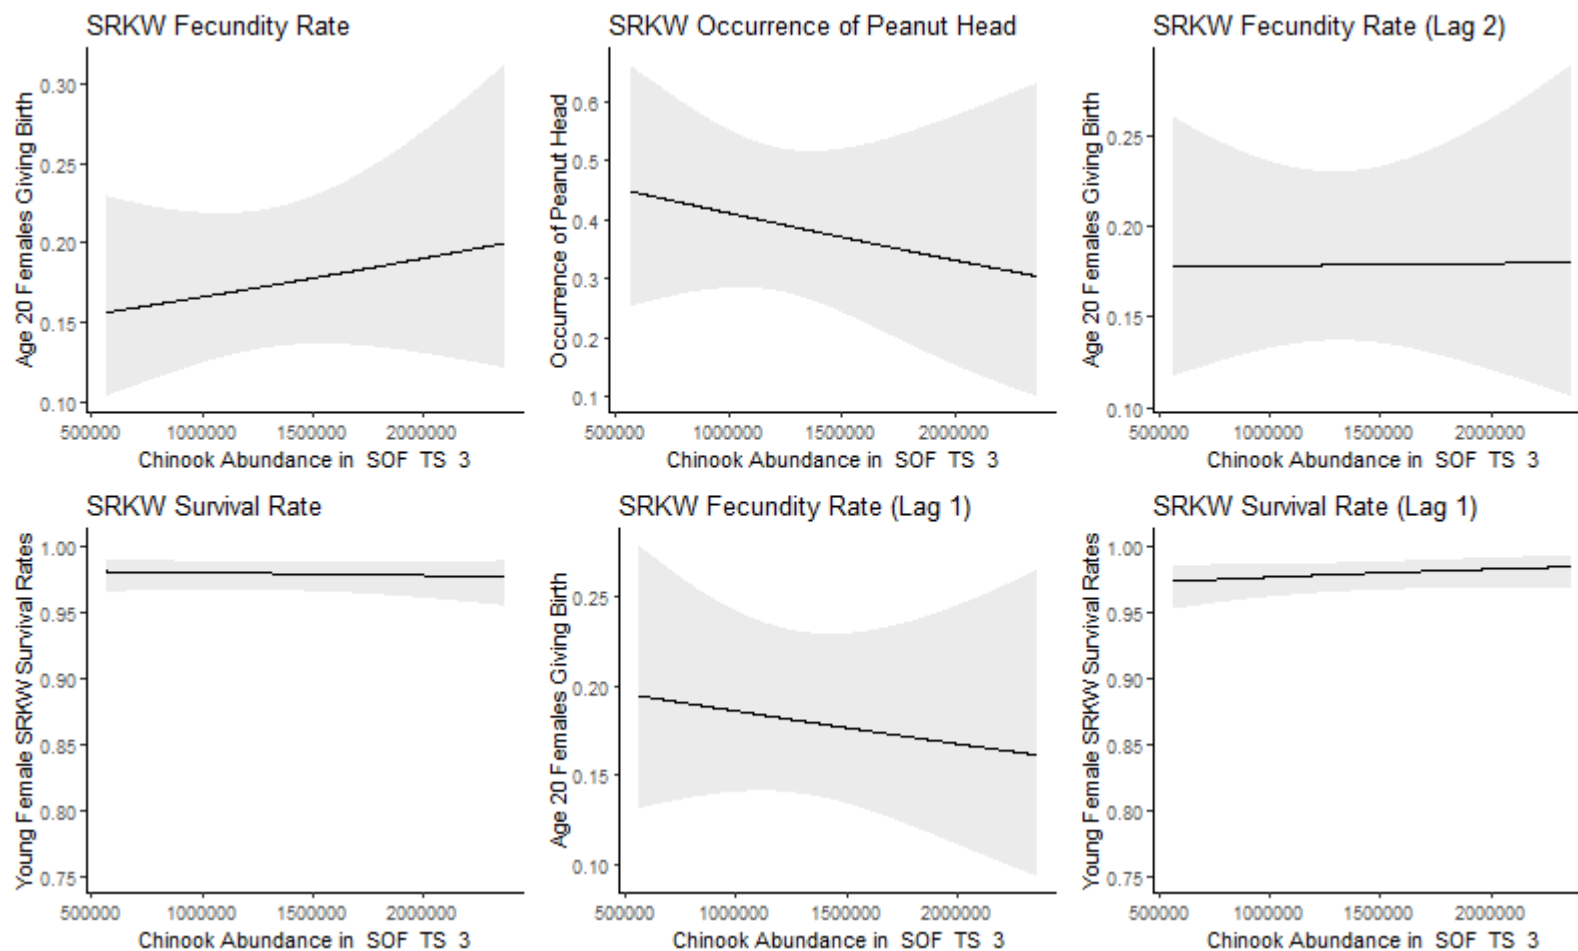 SRKW Fecundity Rate
Age 20 Females Giving Birth
0.30
0.25
0.20
0.15
0.10
500000 1000000 1500000 2000000
Chinook Abundance in SOF TS 3
SRKW Occurrence of Peanut Head
Occurrence of Peanut Head
0.6
0.5
0.4
0.3
0.2
0.1
500000 1000000 1500000 2000000
Chinook Abundance in SOF TS 3
SRKW Fecundity Rate (Lag 2)
Age 20 Females Giving Birth
0.25
0.20
0.15
0.10
500000 1000000 1500000 2000000
Chinook Abundance in SOF TS 3
SRKW Survival Rate
Young Female SRKW Survival Rates
1.00
0.95
0.90
0.85
0.80
0.75
500000 1000000 1500000 2000000
Chinook Abundance in SOF TS 3
SRKW Fecundity Rate (Lag 1)
Age 20 Females Giving Birth
0.25
0.20
0.15
0.10
500000 1000000 1500000 2000000
Chinook Abundance in SOF TS 3
SRKW Survival Rate (Lag 1)
Young Female SRKW Survival Rates
1.00
0.95
0.90
0.85
0.80
0.75
500000 1000000 1500000 2000000
Chinook Abundance in SOF TS 3